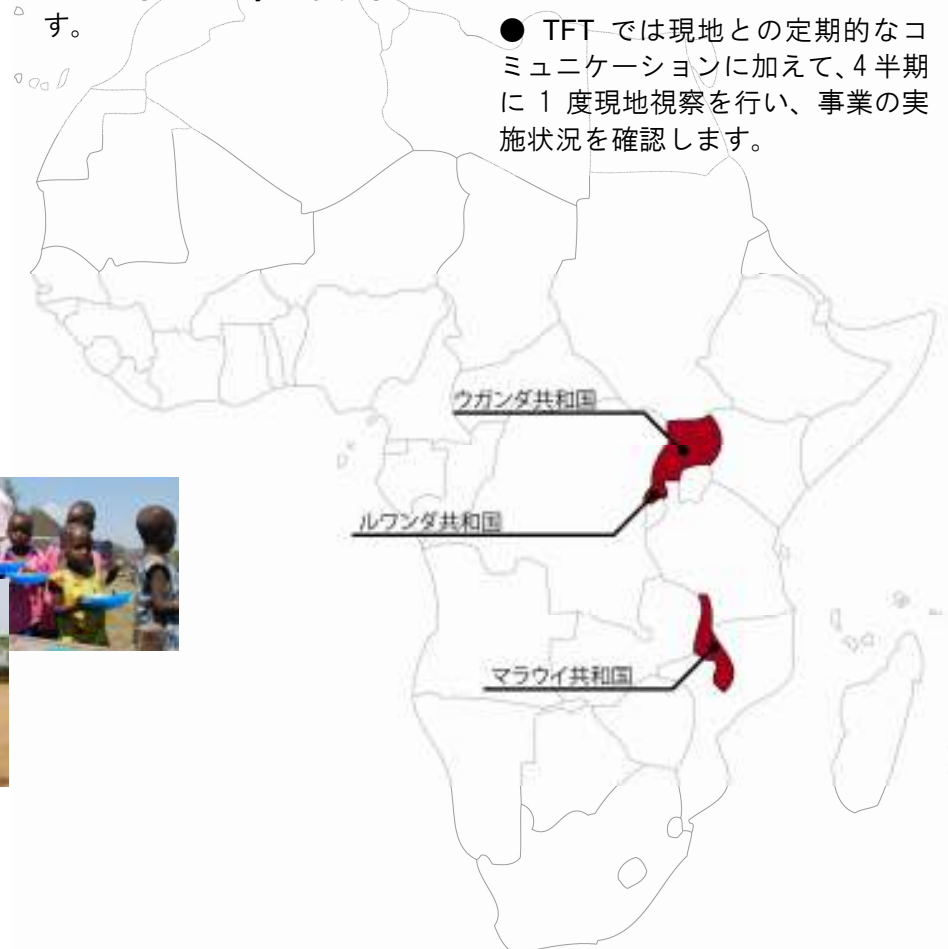 す。
● TFT では現地との定期的なコ
ミュニケーションに加えて、4 半期
に 1 度現地視察を行い、事業の実
施状況を確認します。
ウガンダ共和国
ルワンダ共和国
マラウイ共和国